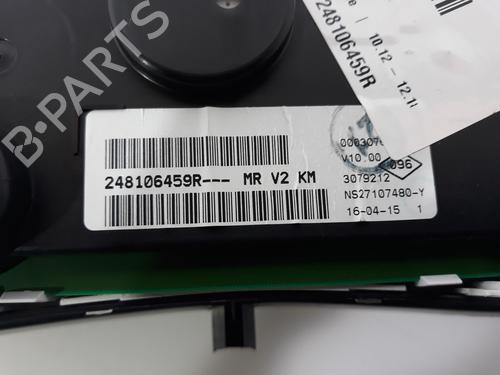 10.12 - 12.1
248106459R
B-PARTS
V10.00
096
3079212
248106459R--- MR V2 KM
NS27107480-Y
16-04-15 1